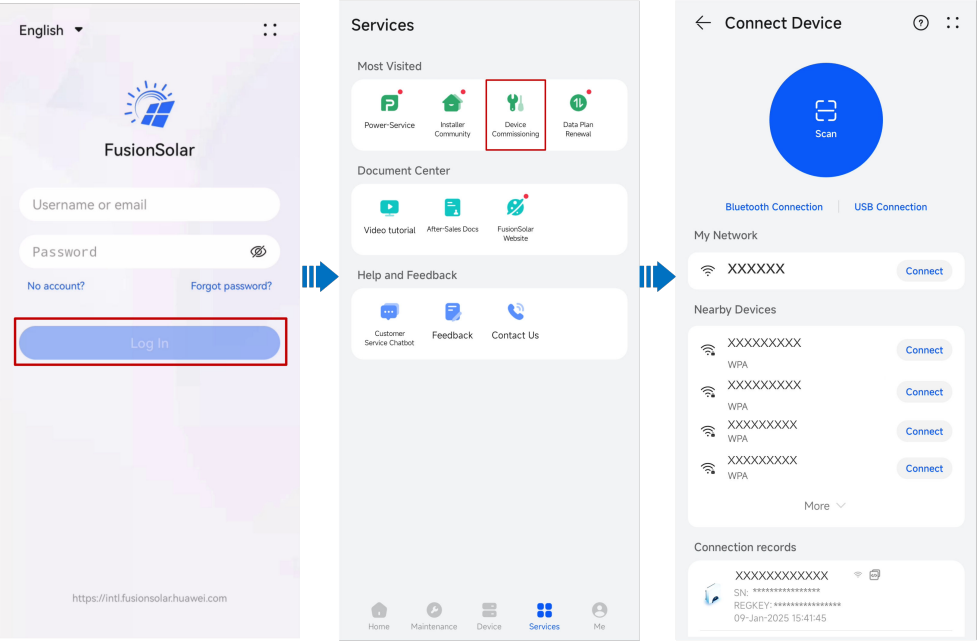 English
FusionSolar
Username or email
Password
No account?
Forgot password?
Log In
https://intl.fusionsolar.huawei.com
Services
Most Visited
Power-Service
Installer
Community
Device
Commissioning
Data Plan
Renewal
Document Center
Video tutorial
After-Sales Docs
FusionSolar
Website
Help and Feedback
Customer
Service Chatbot
Feedback
Contact Us
Home
Maintenance
Device
Services
Me
Connect Device
Scan
Bluetooth Connection
USB Connection
My Network
XXXXXX
Connect
Nearby Devices
XXXXXXXXX
WPA
Connect
XXXXXXXXX
WPA
Connect
XXXXXXXXX
WPA
Connect
XXXXXXXXX
WPA
Connect
More
Connection records
XXXXXXXXXXXX
SN: ****************
REGKEY: ****************
09-Jan-2025 15:41:45